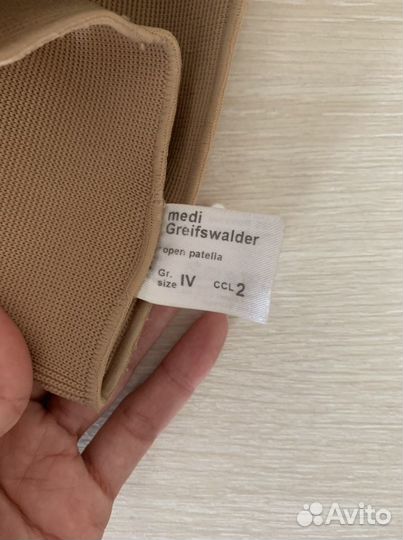 medi
Greifswalder
open patella
Gr. IV CCL 2
size
Avito